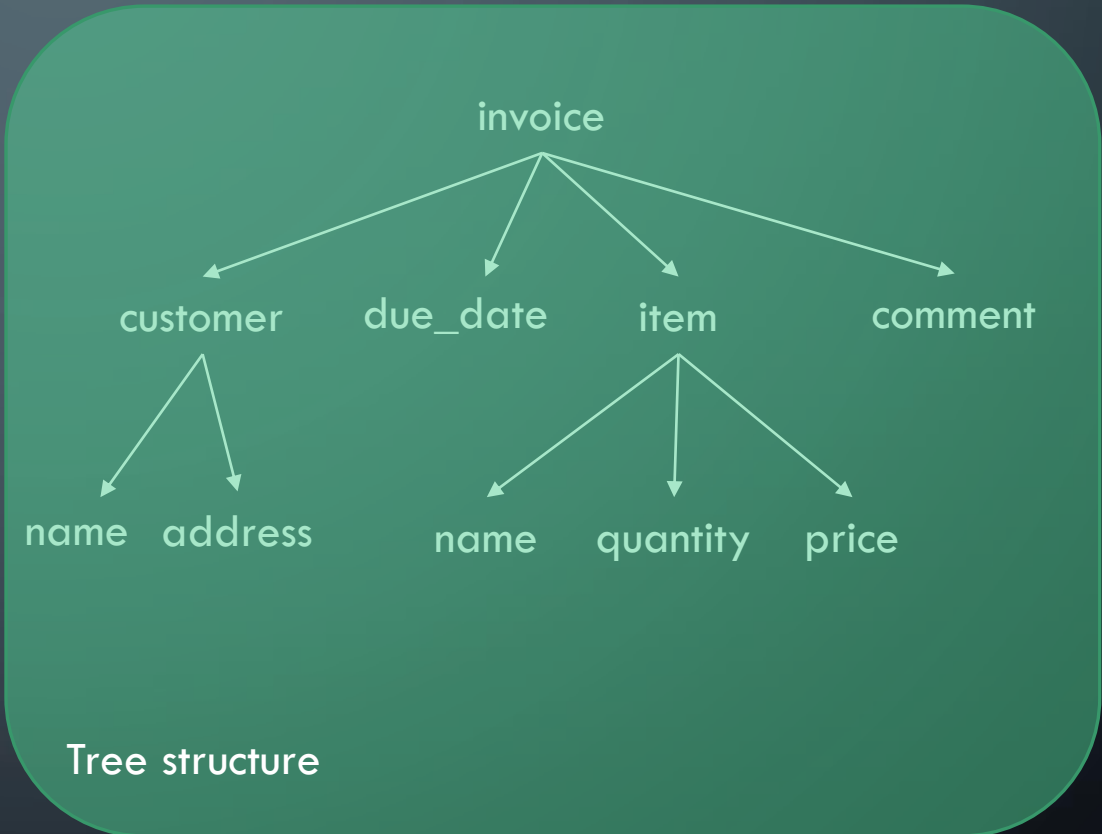 invoice
customer due_date item comment
name address name quantity price
Tree structure